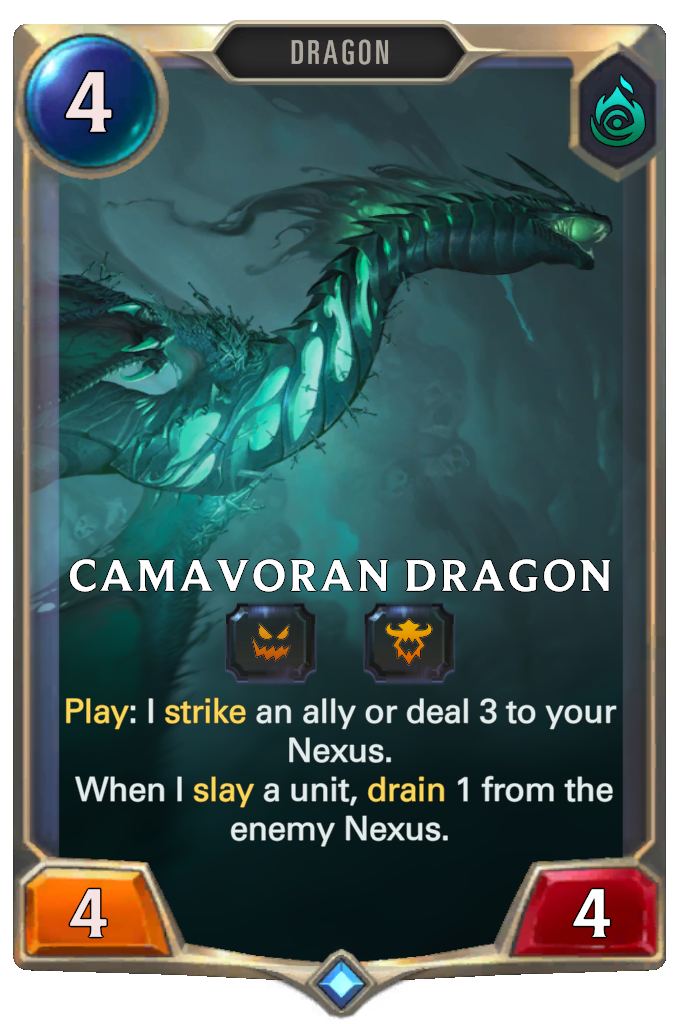 DRAGON
4
CAMAVORAN DRAGON
Play: I strike an ally or deal 3 to your
Nexus.
When I slay a unit, drain 1 from the
enemy Nexus.
4
4